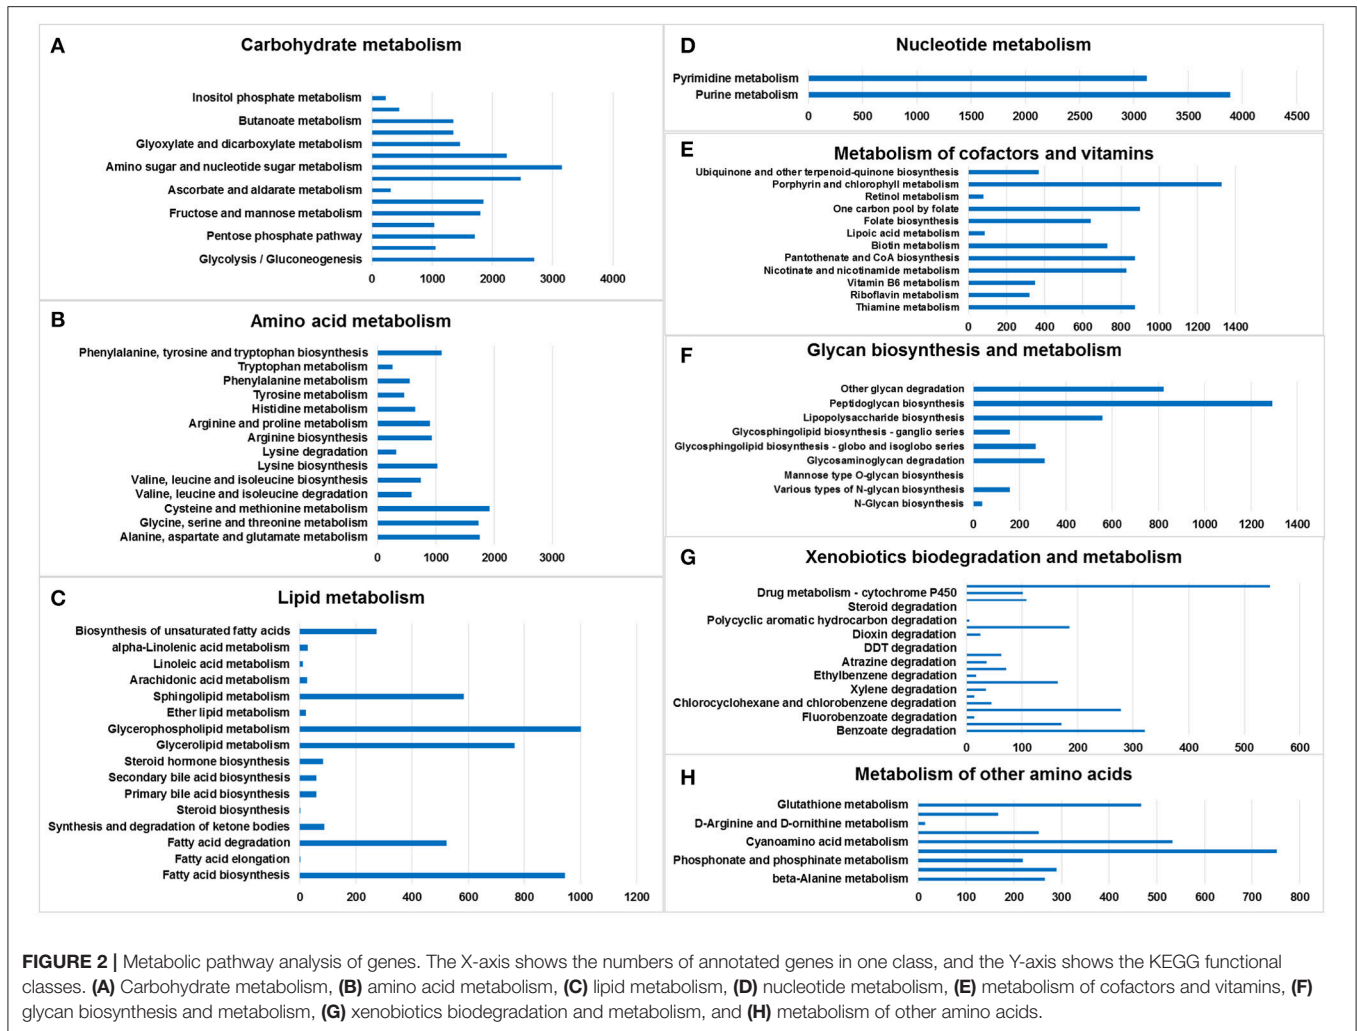 A
Carbohydrate metabolism
Inositol phosphate metabolism
Butanoate metabolism
Glyoxylate and dicarboxylate metabolism
Amino sugar and nucleotide sugar metabolism
Ascorbate and aldarate metabolism
Fructose and mannose metabolism
Pentose phosphate pathway
Glycolysis / Gluconeogenesis
0 1000 2000 3000 4000
B
Amino acid metabolism
Phenylalanine, tyrosine and tryptophan biosynthesis
Tryptophan metabolism
Phenylalanine metabolism
Tyrosine metabolism
Histidine metabolism
Arginine and proline metabolism
Arginine biosynthesis
Lysine degradation
Lysine biosynthesis
Valine, leucine and isoleucine biosynthesis
Valine, leucine and isoleucine degradation
Cysteine and methionine metabolism
Glycine, serine and threonine metabolism
Alanine, aspartate and glutamate metabolism
0 1000 2000 3000
C
Lipid metabolism
Biosynthesis of unsaturated fatty acids
alpha-Linolenic acid metabolism
Linoleic acid metabolism
Arachidonic acid metabolism
Sphingolipid metabolism
Ether lipid metabolism
Glycerophospholipid metabolism
Glycerolipid metabolism
Steroid hormone biosynthesis
Secondary bile acid biosynthesis
Primary bile acid biosynthesis
Steroid biosynthesis
Synthesis and degradation of ketone bodies
Fatty acid degradation
Fatty acid elongation
Fatty acid biosynthesis
0 200 400 600 800 1000 1200
D
Nucleotide metabolism
Pyrimidine metabolism
Purine metabolism
0 500 1000 1500 2000 2500 3000 3500 4000 4500
E
Metabolism of cofactors and vitamins
Ubiquinone and other terpenoid-quinone biosynthesis
Porphyrin and chlorophyll metabolism
Retinol metabolism
One carbon pool by folate
Folate biosynthesis
Lipoic acid metabolism
Biotin metabolism
Pantothenate and CoA biosynthesis
Nicotinate and nicotinamide metabolism
Vitamin B6 metabolism
Riboflavin metabolism
Thiamine metabolism
0 200 400 600 800 1000 1200 1400
F
Glycan biosynthesis and metabolism
Other glycan degradation
Peptidoglycan biosynthesis
Lipopolysaccharide biosynthesis
Glycosphingolipid biosynthesis - ganglio series
Glycosphingolipid biosynthesis - globo and isoglobo series
Glycosaminoglycan degradation
Mannose type O-glycan biosynthesis
Various types of N-glycan biosynthesis
N-Glycan biosynthesis
0 200 400 600 800 1000 1200 1400
G
Xenobiotics biodegradation and metabolism
Drug metabolism - cytochrome P450
Steroid degradation
Polycyclic aromatic hydrocarbon degradation
Dioxin degradation
DDT degradation
Atrazine degradation
Ethylbenzene degradation
Xylene degradation
Chlorocyclohexane and chlorobenzene degradation
Fluorobenzoate degradation
Benzoate degradation
0 100 200 300 400 500 600
H
Metabolism of other amino acids
Glutathione metabolism
D-Arginine and D-ornithine metabolism
Cyanoamino acid metabolism
Phosphonate and phosphinate metabolism
beta-Alanine metabolism
0 100 200 300 400 500 600 700 800
FIGURE 2 | Metabolic pathway analysis of genes. The X-axis shows the numbers of annotated genes in one class, and the Y-axis shows the KEGG functional
classes. (A) Carbohydrate metabolism, (B) amino acid metabolism, (C) lipid metabolism, (D) nucleotide metabolism, (E) metabolism of cofactors and vitamins, (F)
glycan biosynthesis and metabolism, (G) xenobiotics biodegradation and metabolism, and (H) metabolism of other amino acids.